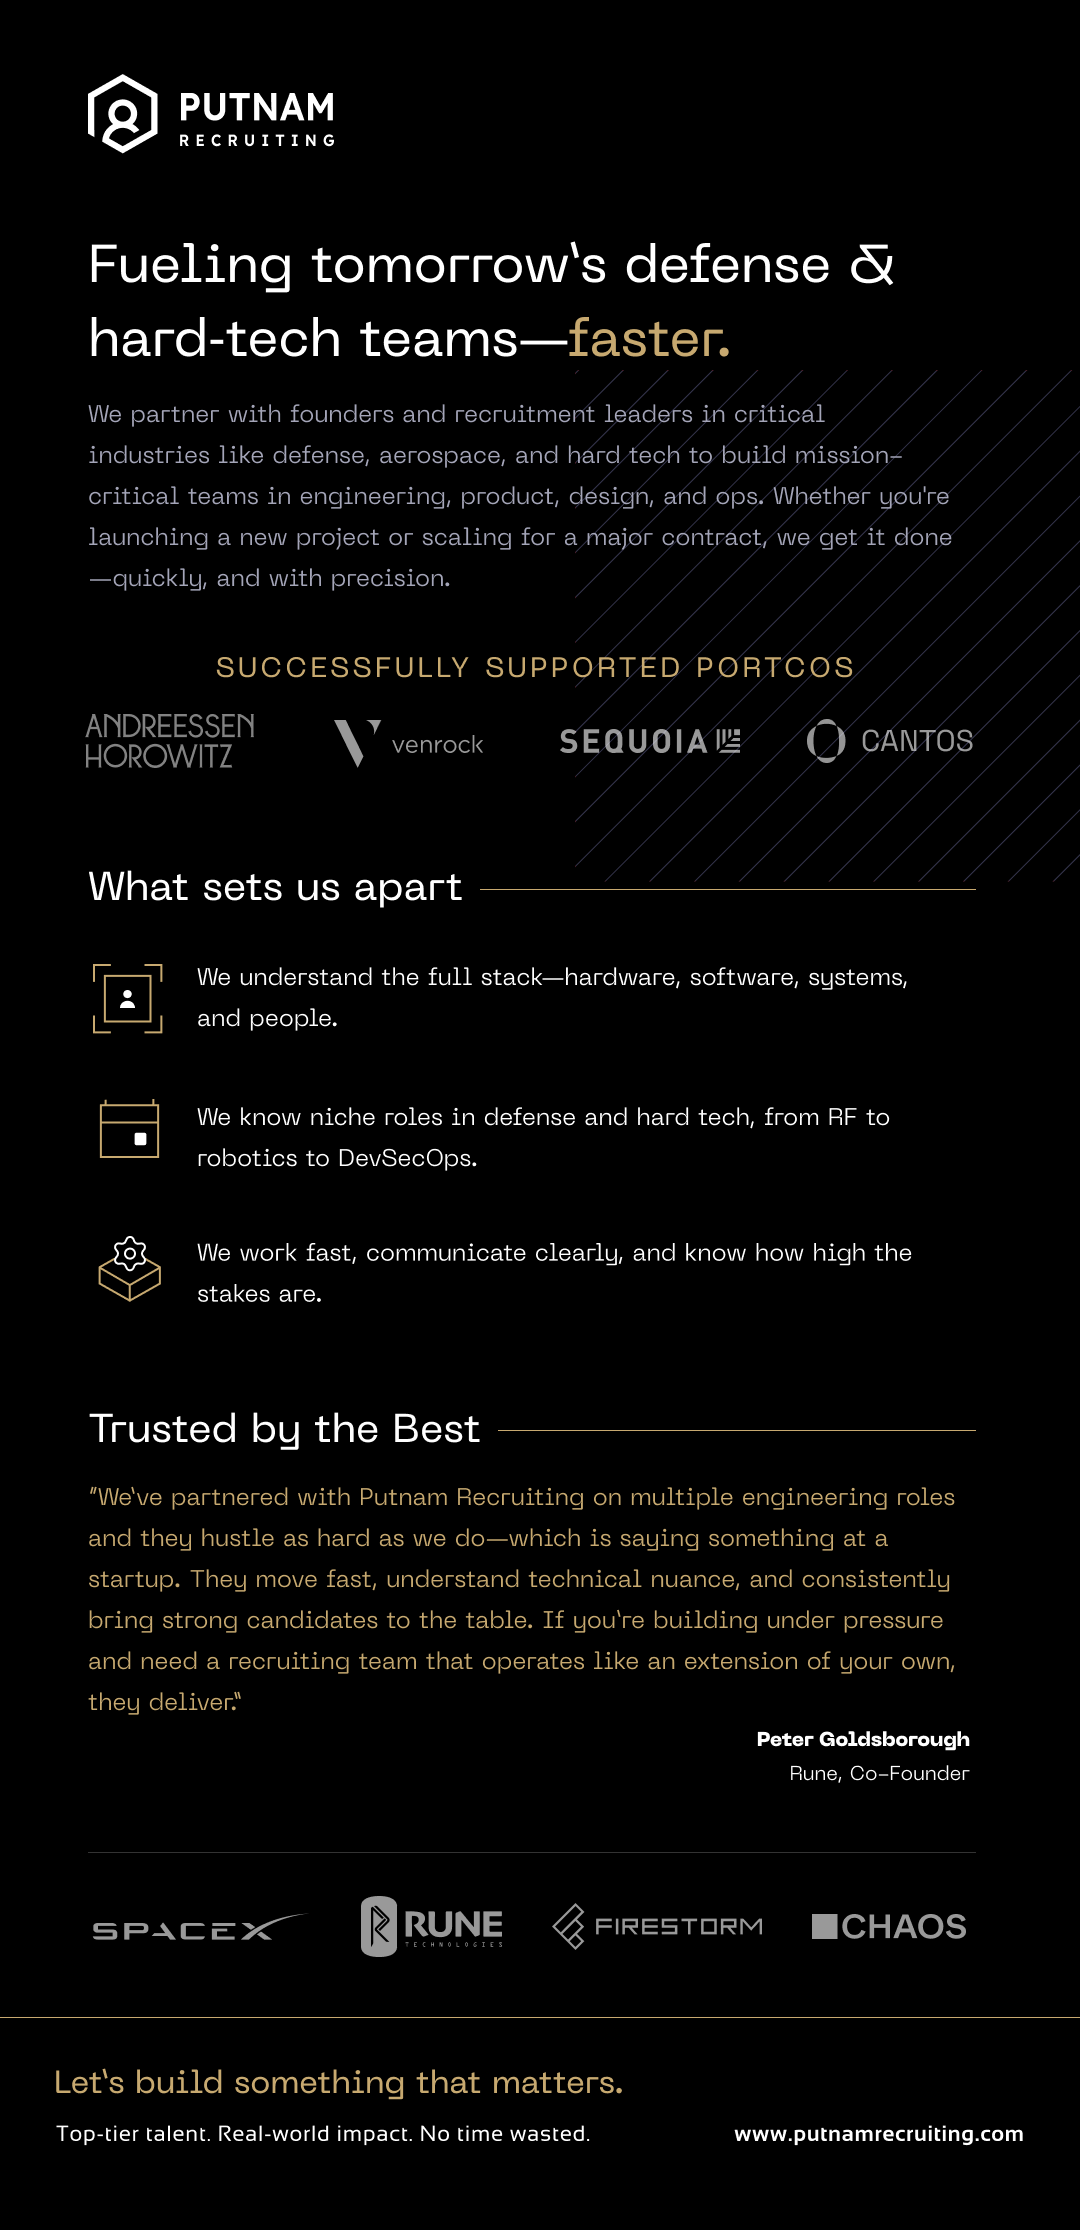 PUTNAM
RECRUITING
Fueling tomorrow's defense &
hard-tech teams—faster.
We partner with founders and recruitment leaders in critical
industries like defense, aerospace, and hard tech to build mission-
critical teams in engineering, product, design, and ops. Whether you're
launching a new project or scaling for a major contract, we get it done
—quickly, and with precision.
SUCCESSFULLY SUPPORTED PORTCOS
ANDREESSEN
HOROWITZ
venrock
SEQUOIA
CANTOS
What sets us apart
We understand the full stack—hardware, software, systems,
and people.
We know niche roles in defense and hard tech, from RF to
robotics to DevSecOps.
We work fast, communicate clearly, and know how high the
stakes are.
Trusted by the Best
"We've partnered with Putnam Recruiting on multiple engineering roles
and they hustle as hard as we do—which is saying something at a
startup. They move fast, understand technical nuance, and consistently
bring strong candidates to the table. If you're building under pressure
and need a recruiting team that operates like an extension of your own,
they deliver."
Peter Goldsborough
Rune, Co-Founder
SPACEX
RUNE
TECHNOLOGIES
FIRESTORM
CHAOS
Let's build something that matters.
Top-tier talent. Real-world impact. No time wasted.
www.putnamrecruiting.com